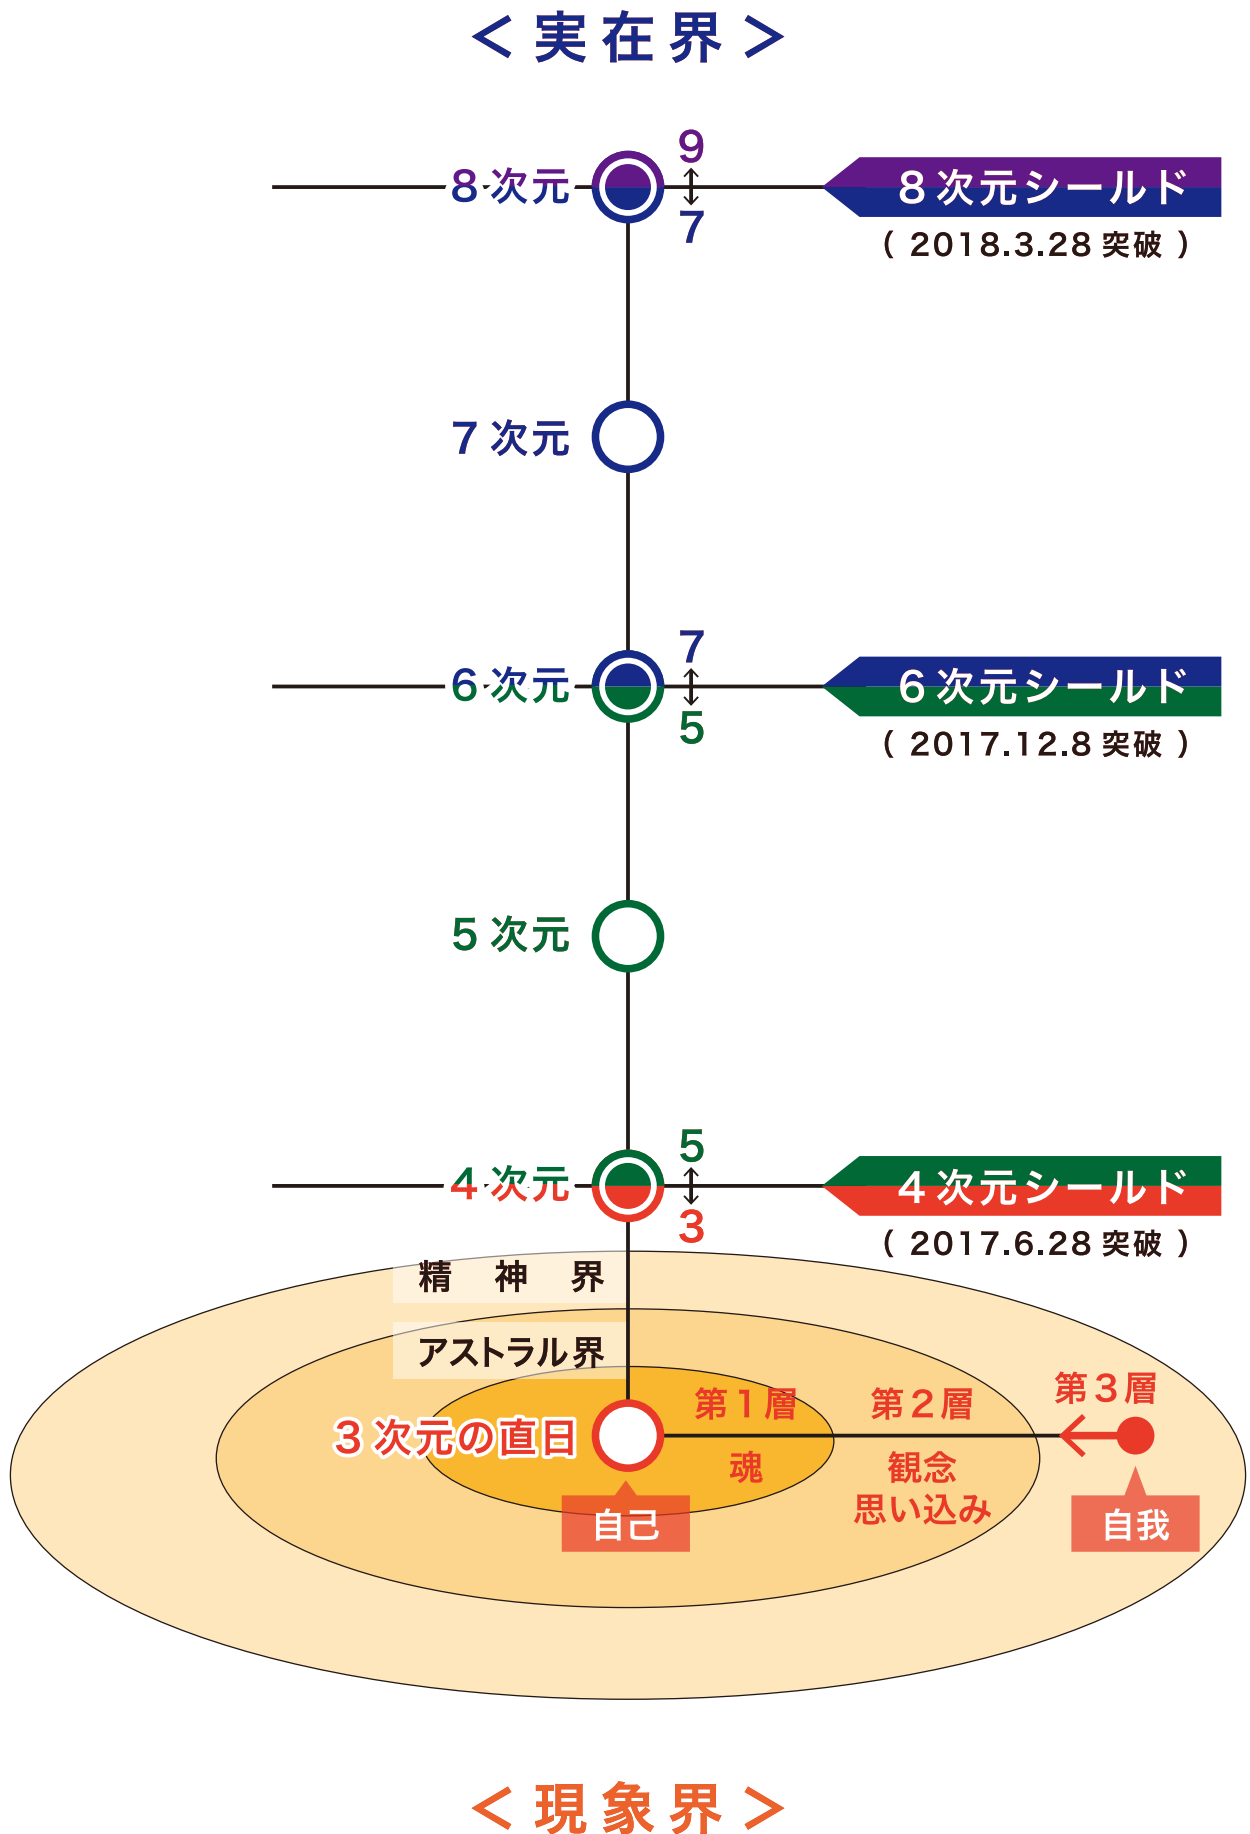 ＜実在界＞
9
8次元
8次元シールド
7
（2018.3.28突破）
7次元
7
6次元
6次元シールド
5
（2017.12.8突破）
5次元
5
4次元
4次元シールド
3
（2017.6.28突破）
精神界
アストラル界
第1層
第2層
第3層
3次元の直日
魂
観念
思い込み
自己
自我
＜現象界＞